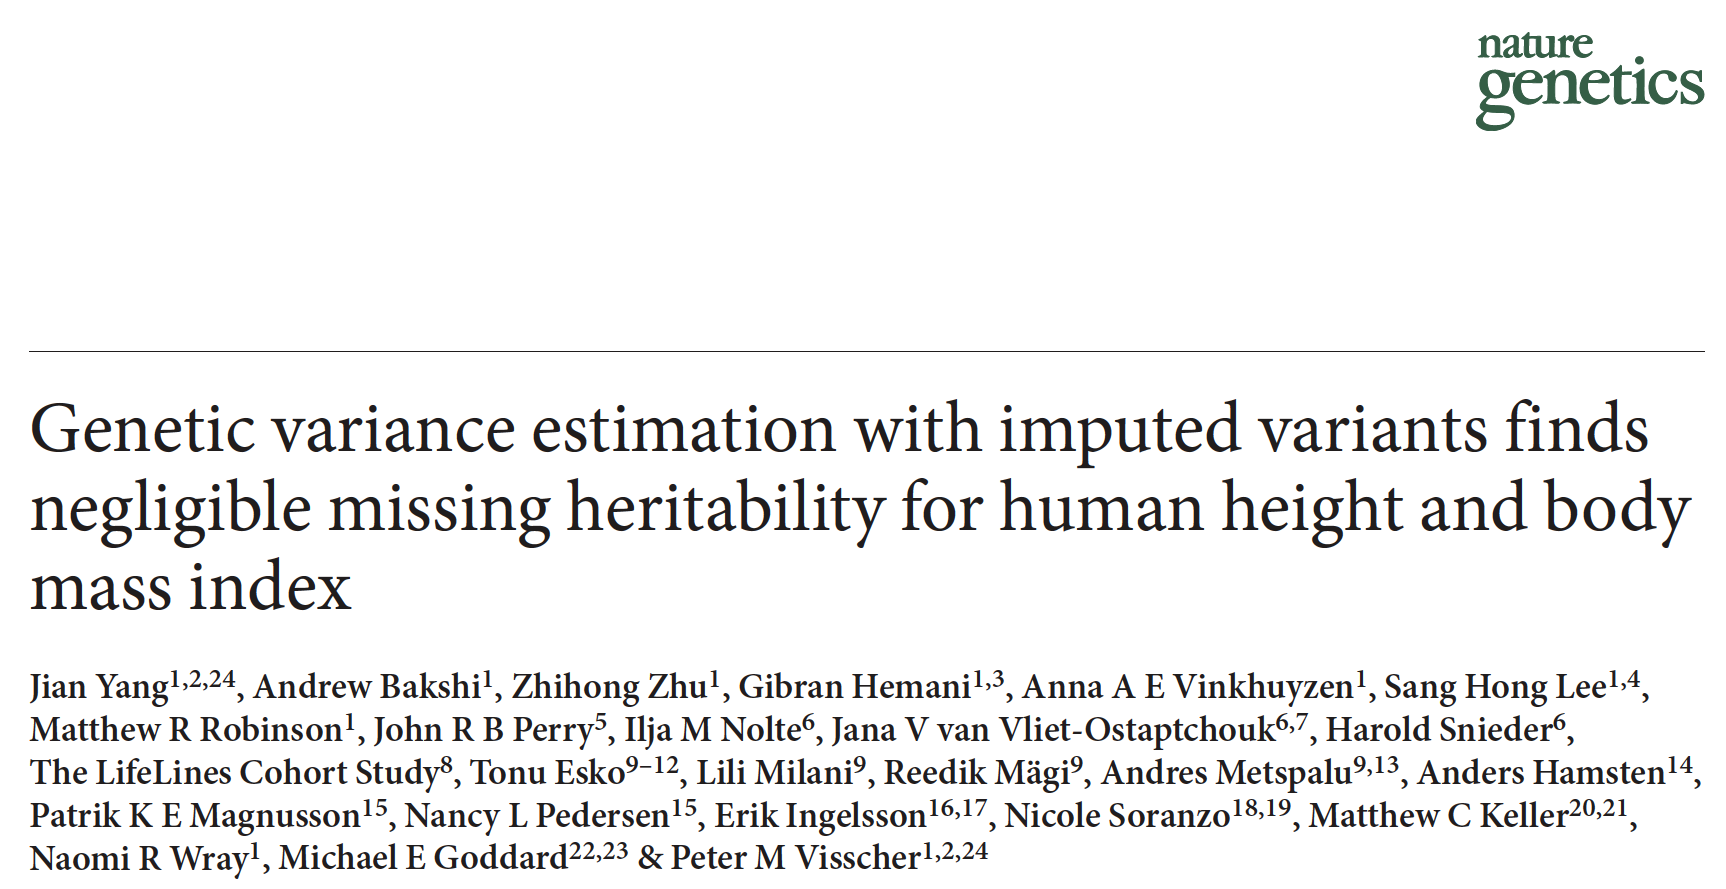 nature
genetics
Genetic variance estimation with imputed variants finds
negligible missing heritability for human height and body
mass index
Jian Yang1,2,24, Andrew Bakshi1, Zhihong Zhu1, Gibran Hemani1,3, Anna A E Vinkhuyzen1, Sang Hong Lee1,4,
Matthew R Robinson1, John R B Perry5, Ilja M Nolte6, Jana V van Vliet-Ostaptchouk6,7, Harold Snieder6,
The LifeLines Cohort Study8, Tonu Esko9–12, Lili Milani9, Reedik Mägi9, Andres Metspalu9,13, Anders Hamsten14,
Patrik K E Magnusson15, Nancy L Pedersen15, Erik Ingelsson16,17, Nicole Soranzo18,19, Matthew C Keller20,21,
Naomi R Wray1, Michael E Goddard22,23 & Peter M Visscher1,2,24